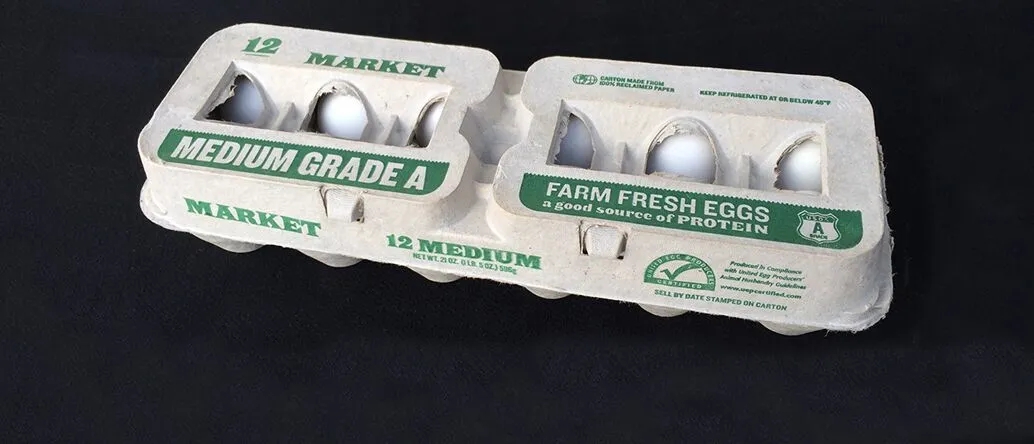 12
MARKET
MEDIUM GRADE A
MARKET
12 MEDIUM
NET WT. 21 OZ. (1 LB. 5 OZ.) 596g
CARTON MADE FROM
100% RECLAIMED PAPER
KEEP REFRIGERATED AT OR BELOW 45°F
FARM FRESH EGGS
a good source of PROTEIN
USDA
A
GRADE
UNITED EGG PRODUCERS
CERTIFIED
Produced in Compliance
with United Egg Producers'
Animal Husbandry Guidelines
www.uepcertified.com
SELL BY DATE STAMPED ON CARTON